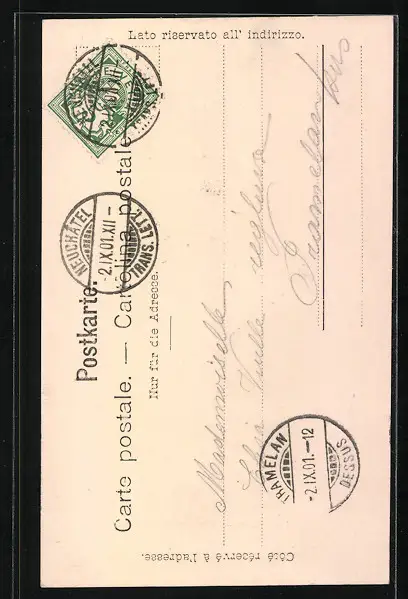 Lato riservato all' indirizzo.
Postkarte.
Carte postale. — Cartolina postale.
Nur für die Adresse.
Côté réservé à l'adresse.
NEUCHÂTEL
-2.IX.01.XII-
TRANS. LETT.
Mademoiselle
Vuille
Tramelan
TRAMELAN
-2.IX.01.-12
DESSUS